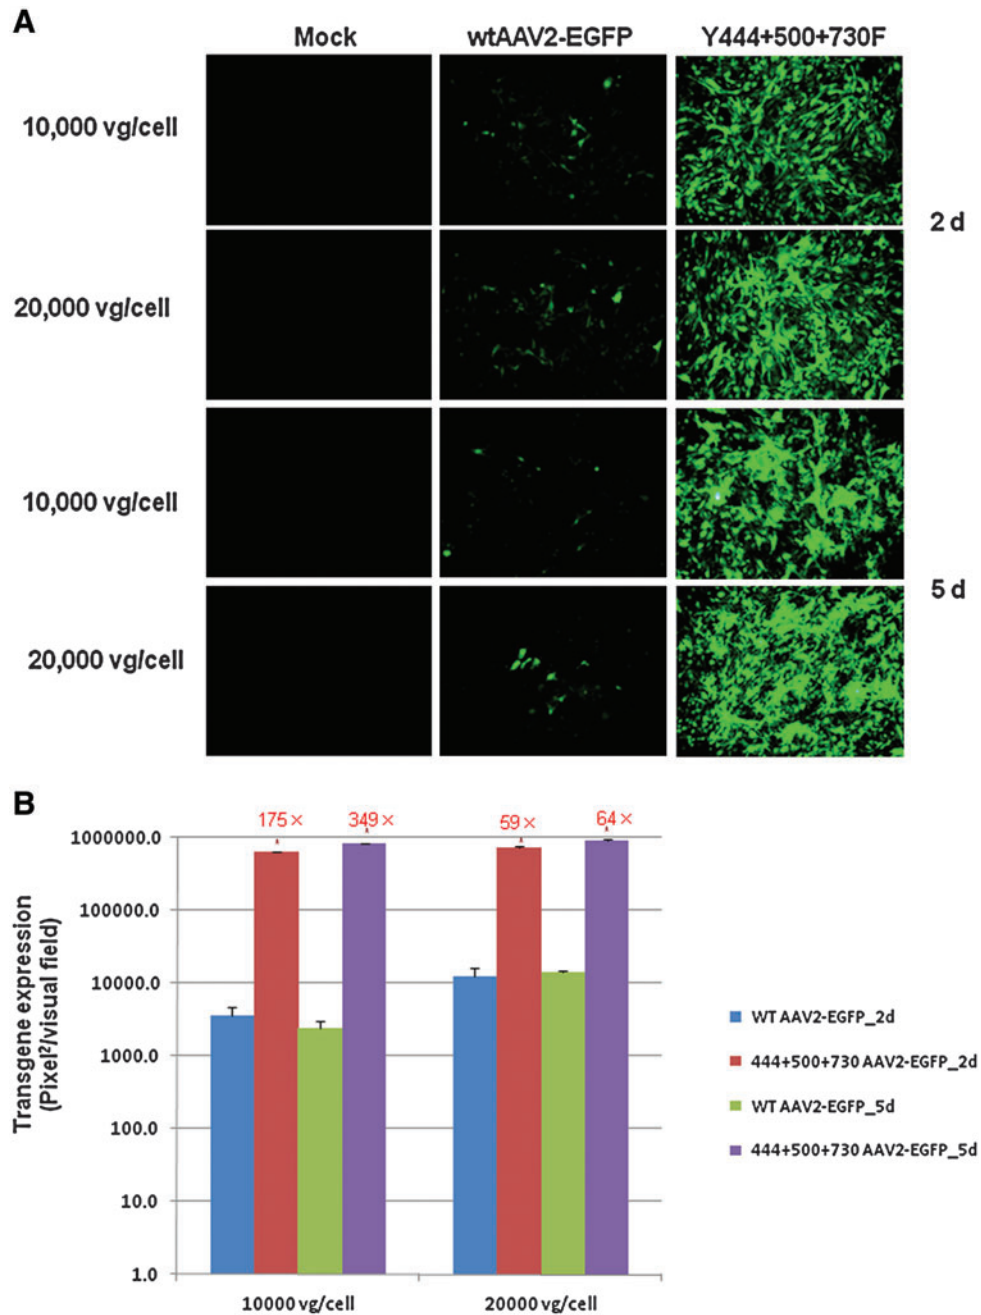 A
Mock wtAAV2-EGFP Y444+500+730F
10,000 vg/cell
2 d
20,000 vg/cell
10,000 vg/cell
5 d
20,000 vg/cell
B
175× 349× 59× 64×
Transgene expression
(Pixel²/visual field)
1000000.0
100000.0
10000.0
1000.0
100.0
10.0
1.0
10000 vg/cell 20000 vg/cell
WT AAV2-EGFP_2d
444+500+730 AAV2-EGFP_2d
WT AAV2-EGFP_5d
444+500+730 AAV2-EGFP_5d